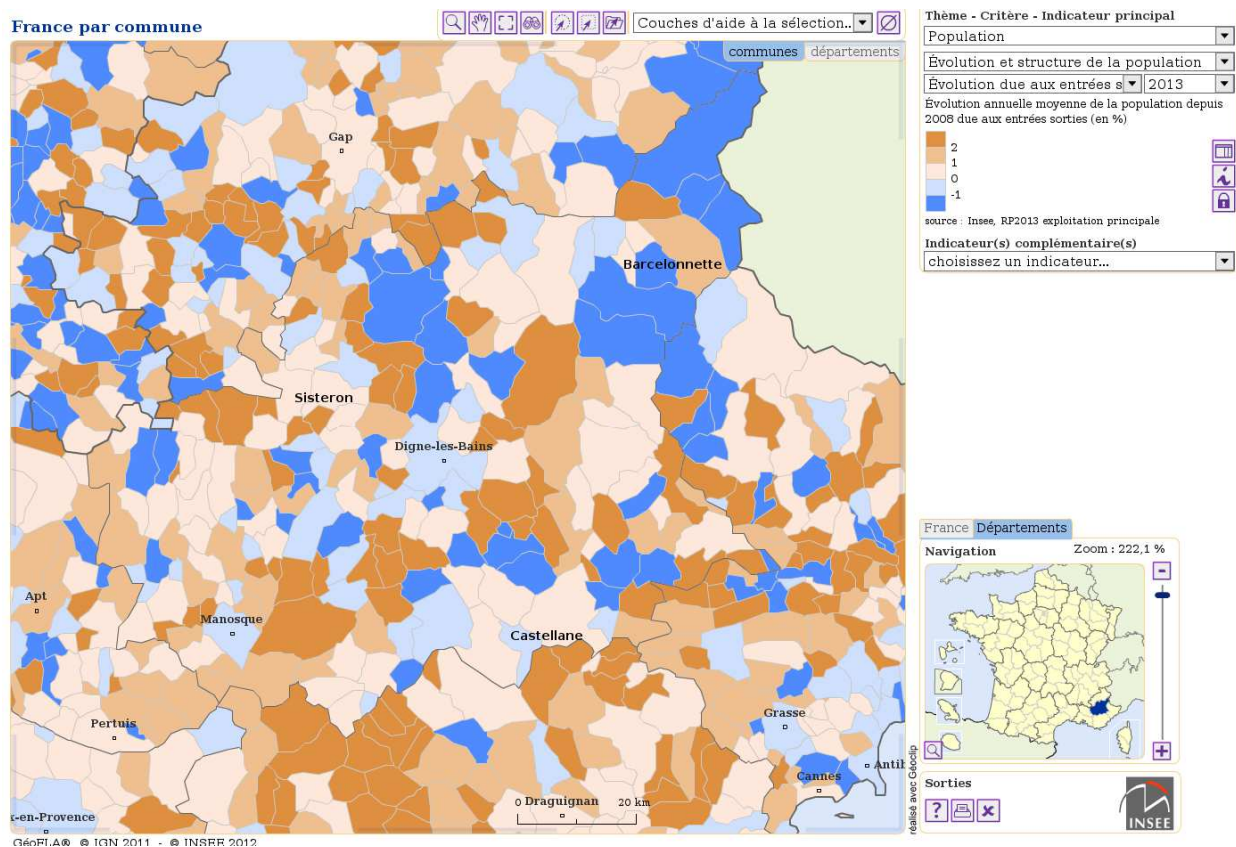 France par commune
Couches d'aide à la sélection..
communes
départements
Gap
Barcelonnette
Sisteron
Digne-les-Bains
Apt
Manosque
Castellane
Pertuis
Grasse
Antib
Cannes
Draguignan
x-en-Provence
0 20 km
GéoFLA® © IGN 2011 - © INSEE 2012
réalisé avec Géoclip
Thème - Critère - Indicateur principal
Population
Évolution et structure de la population
Évolution due aux entrées s
2013
Évolution annuelle moyenne de la population depuis
2008 due aux entrées sorties (en %)
2
1
0
-1
source : Insee, RP2013 exploitation principale
Indicateur(s) complémentaire(s)
choisissez un indicateur...
France
Départements
Navigation
Zoom : 222,1 %
Sorties
?
INSEE